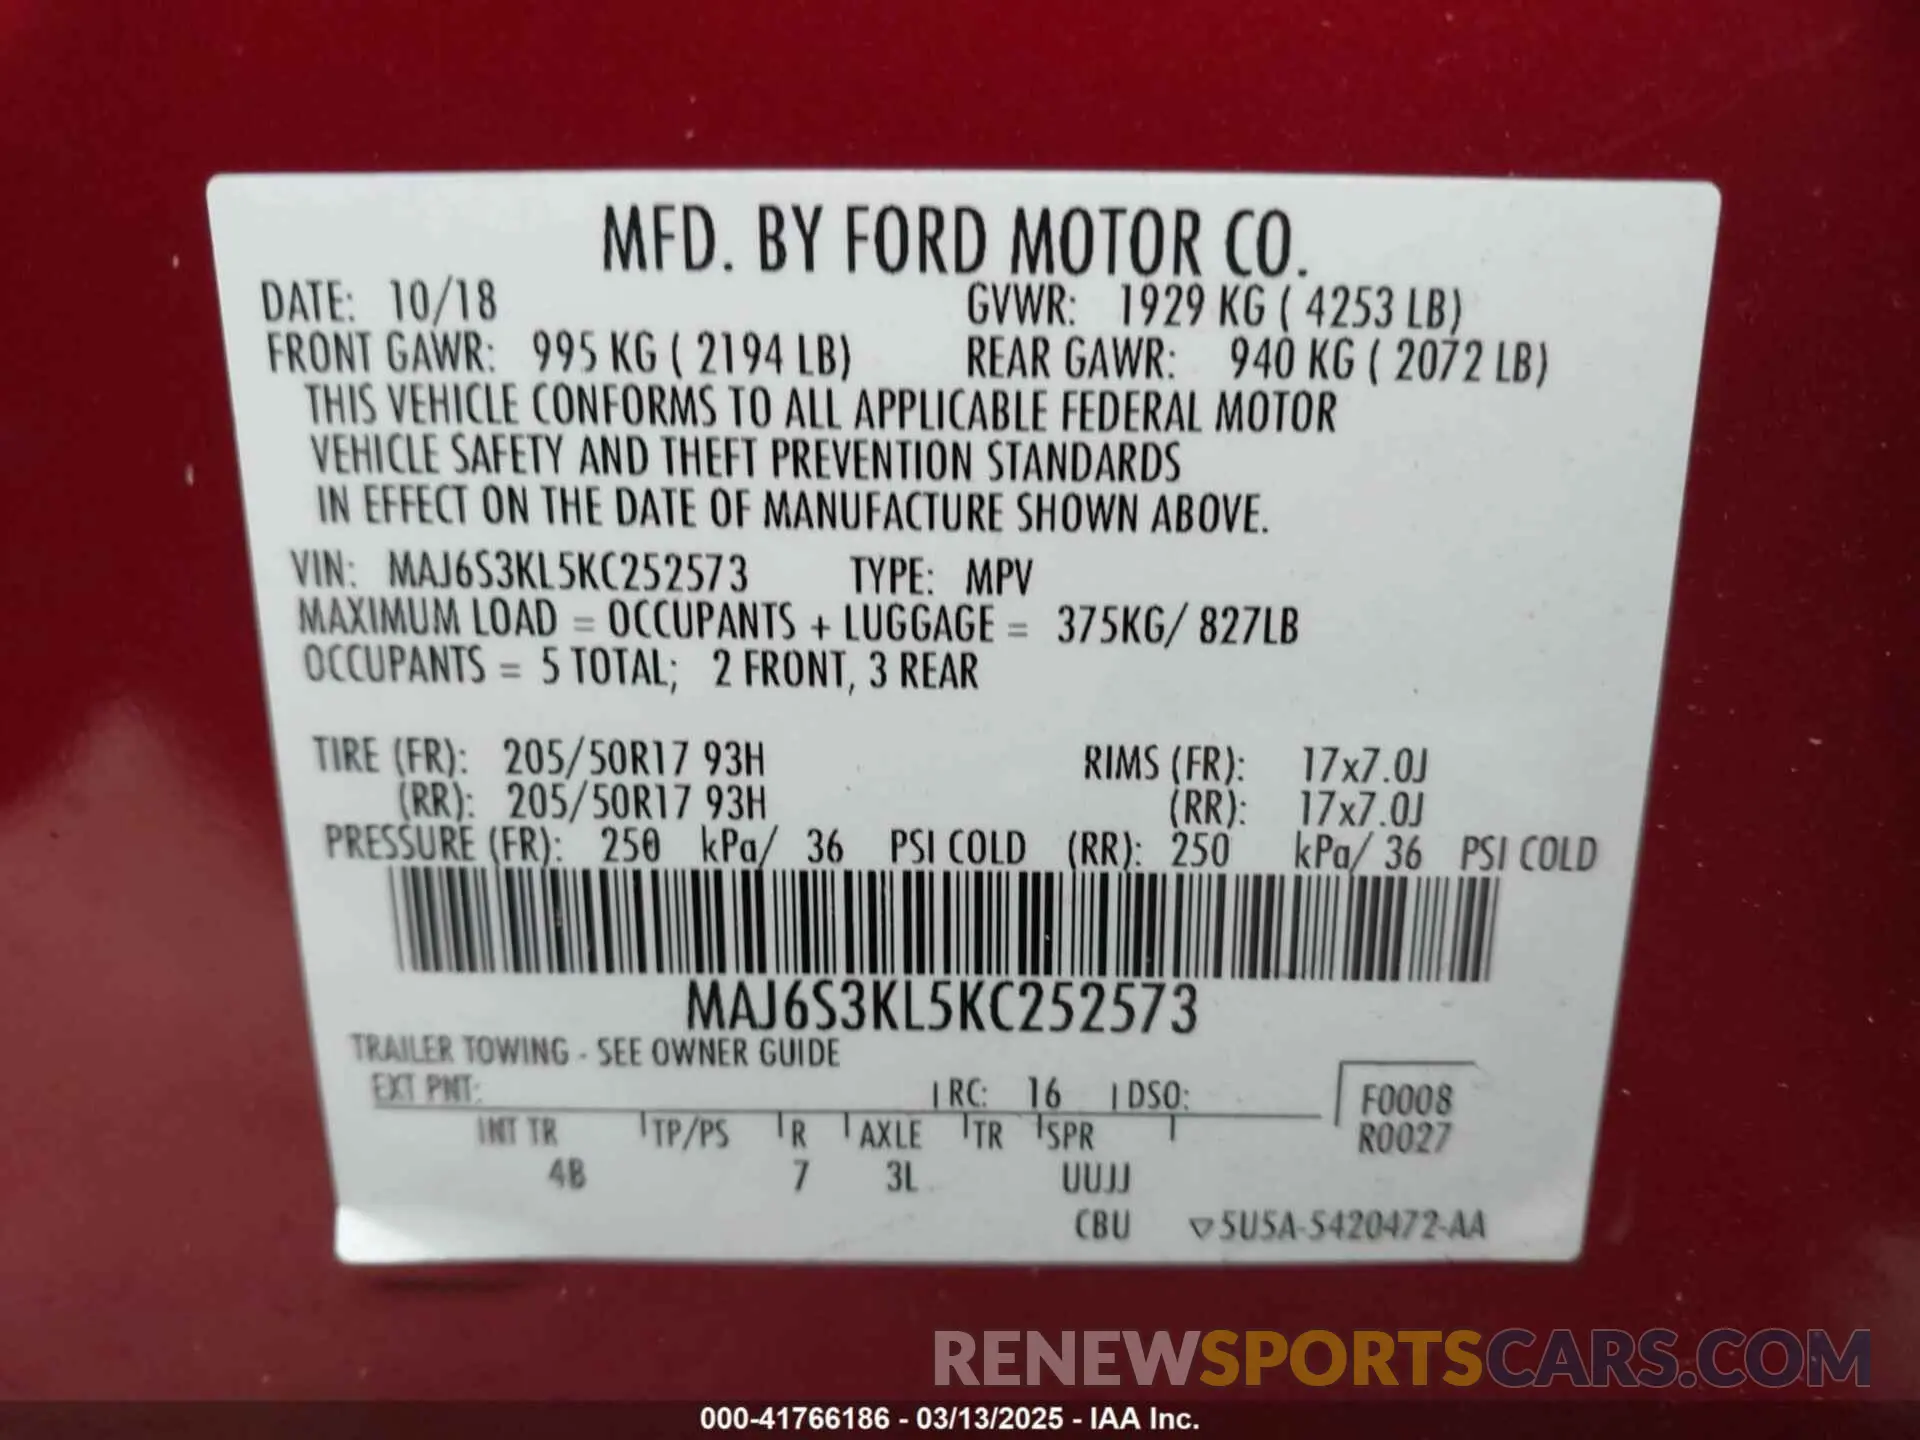 MFD. BY FORD MOTOR CO.
DATE: 10/18 GVWR: 1929 KG ( 4253 LB)
FRONT GAWR: 995 KG ( 2194 LB) REAR GAWR: 940 KG ( 2072 LB)
THIS VEHICLE CONFORMS TO ALL APPLICABLE FEDERAL MOTOR
VEHICLE SAFETY AND THEFT PREVENTION STANDARDS
IN EFFECT ON THE DATE OF MANUFACTURE SHOWN ABOVE.
VIN: MAJ6S3KL5KC252573 TYPE: MPV
MAXIMUM LOAD = OCCUPANTS + LUGGAGE = 375KG/ 827LB
OCCUPANTS = 5 TOTAL; 2 FRONT, 3 REAR
TIRE (FR): 205/50R17 93H RIMS (FR): 17x7.0J
(RR): 205/50R17 93H (RR): 17x7.0J
PRESSURE (FR): 250 kPa/ 36 PSI COLD (RR): 250 kPa/ 36 PSI COLD
MAJ6S3KL5KC252573
TRAILER TOWING - SEE OWNER GUIDE
EXT PNT: RC: 16 DSO: F0008
INT TR TP/PS R AXLE TR SPR R0027
4B 7 3L UUJJ
CBU ▽5U5A-5420472-AA
RENEWSPORTSCARS.COM
000-41766186 - 03/13/2025 - IAA Inc.